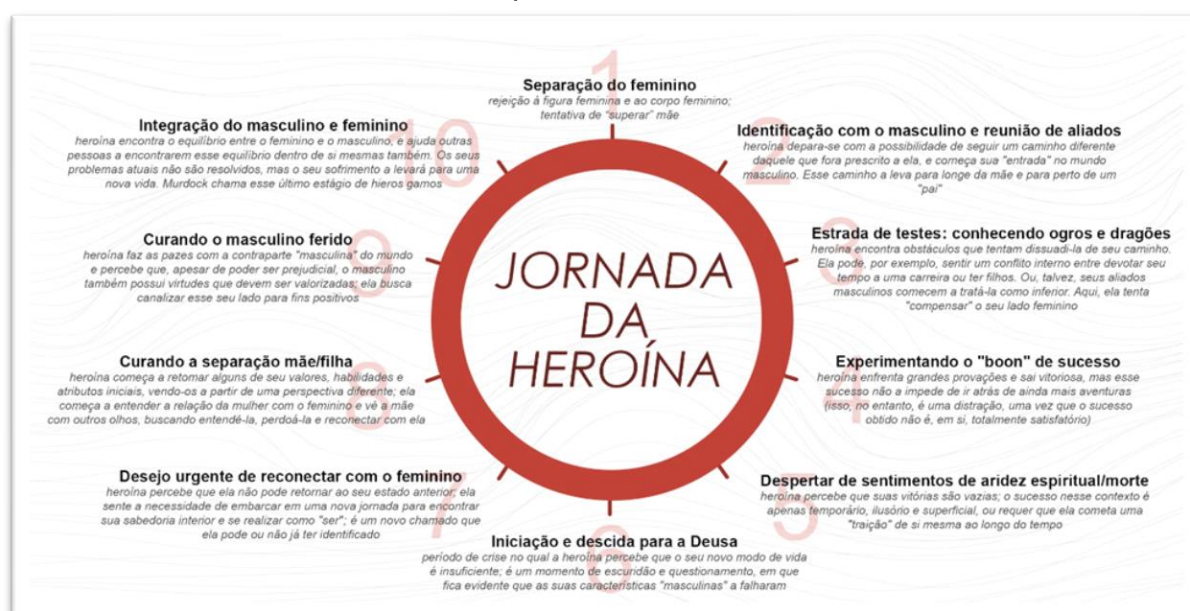 1
Separação do feminino
rejeição à figura feminina e ao corpo feminino;
tentativa de "superar" mãe
2
Identificação com o masculino e reunião de aliados
heroína depara-se com a possibilidade de seguir um caminho diferente
daquele que fora prescrito a ela, e começa sua "entrada" no mundo
masculino. Esse caminho a leva para longe da mãe e para perto de um
"pai"
3
Estrada de testes: conhecendo ogros e dragões
heroína encontra obstáculos que tentam dissuadi-la de seu caminho.
Ela pode, por exemplo, sentir um conflito interno entre devotar seu
tempo a uma carreira ou ter filhos. Ou, talvez, seus aliados
masculinos comecem a tratá-la como inferior. Aqui, ela tenta
"compensar" o seu lado feminino
4
Experimentando o "boon" de sucesso
heroína enfrenta grandes provações e sai vitoriosa, mas esse
sucesso não a impede de ir atrás de ainda mais aventuras
(isso, no entanto, é uma distração, uma vez que o sucesso
obtido não é, em si, totalmente satisfatório)
5
Despertar de sentimentos de aridez espiritual/morte
heroína percebe que suas vitórias são vazias; o sucesso nesse contexto é
apenas temporário, ilusório e superficial, ou requer que ela cometa uma
"traição" de si mesma ao longo do tempo
6
Iniciação e descida para a Deusa
período de crise no qual a heroína percebe que o seu novo modo de vida
é insuficiente; é um momento de escuridão e questionamento, em que
fica evidente que as suas características "masculinas" a falharam
7
Desejo urgente de reconectar com o feminino
heroína percebe que ela não pode retornar ao seu estado anterior; ela
sente a necessidade de embarcar em uma nova jornada para encontrar
sua sabedoria interior e se realizar como "ser"; é um novo chamado que
ela pode ou não já ter identificado
8
Curando a separação mãe/filha
heroína começa a retomar alguns de seu valores, habilidades e
atributos iniciais, vendo-os a partir de uma perspectiva diferente; ela
começa a entender a relação da mulher com o feminino e vê a mãe
com outros olhos, buscando entendê-la, perdoá-la e reconectar com ela
9
Curando o masculino ferido
heroína faz as pazes com a contraparte "masculina" do mundo
e percebe que, apesar de poder ser prejudicial, o masculino
também possui virtudes que devem ser valorizadas; ela busca
canalizar esse seu lado para fins positivos
10
Integração do masculino e feminino
heroína encontra o equilíbrio entre o feminino e o masculino, e ajuda outras
pessoas a encontrarem esse equilíbrio dentro de si mesmas também. Os seus
problemas atuais não são resolvidos, mas o seu sofrimento a levará para uma
nova vida. Murdock chama esse último estágio de hieros gamos
JORNADA
DA
HEROÍNA